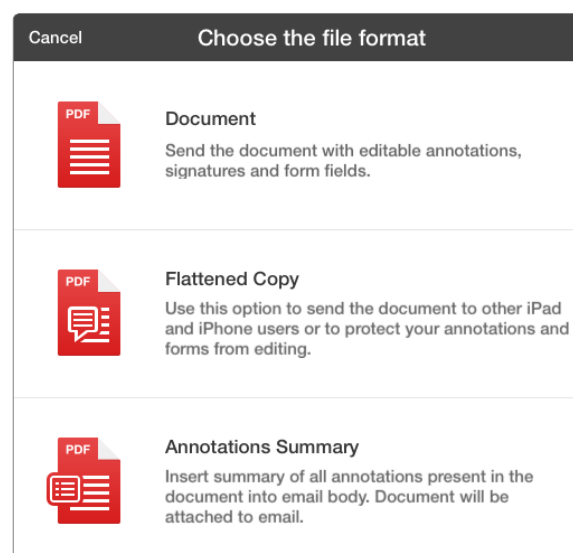 Cancel
Choose the file format
PDF
Document
Send the document with editable annotations,
signatures and form fields.
PDF
Flattened Copy
Use this option to send the document to other iPad
and iPhone users or to protect your annotations and
forms from editing.
PDF
Annotations Summary
Insert summary of all annotations present in the
document into email body. Document will be
attached to email.